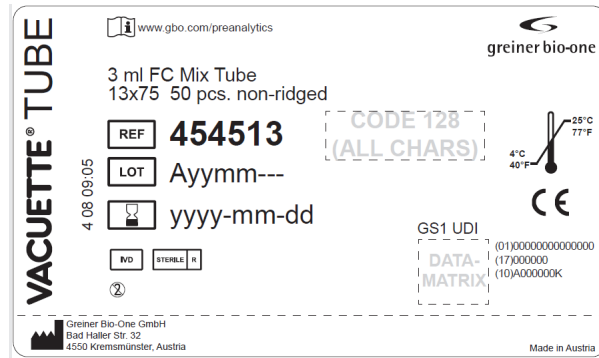 VACUETTE® TUBE
4 08 09:05
www.gbo.com/preanalytics
greiner bio-one
3 ml FC Mix Tube
13x75 50 pcs. non-ridged
REF 454513
LOT Ayymm---
yyyy-mm-dd
CODE 128
(ALL CHARS)
25°C
77°F
4°C
40°F
CE
IVD STERILE R
2
GS1 UDI
DATA-
MATRIX
(01)00000000000000
(17)000000
(10)A000000K
Greiner Bio-One GmbH
Bad Haller Str. 32
4550 Kremsmünster, Austria
Made in Austria